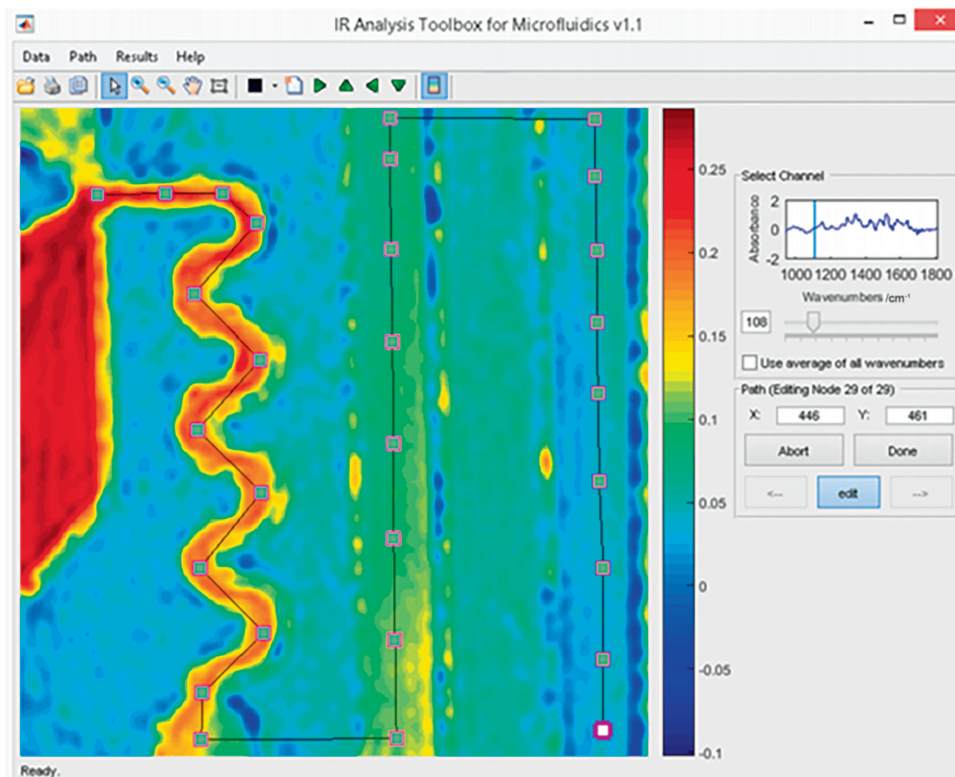 IR Analysis Toolbox for Microfluidics v1.1
Data Path Results Help
0.25
0.2
0.15
0.1
0.05
0
-0.05
-0.1
Select Channel
Absorbance
2
0
-2
1000 1200 1400 1600 1800
Wavenumbers /cm⁻¹
108
Use average of all wavenumbers
Path (Editing Node 29 of 29)
X: 446 Y: 461
Abort Done
<-- edit -->
Ready.